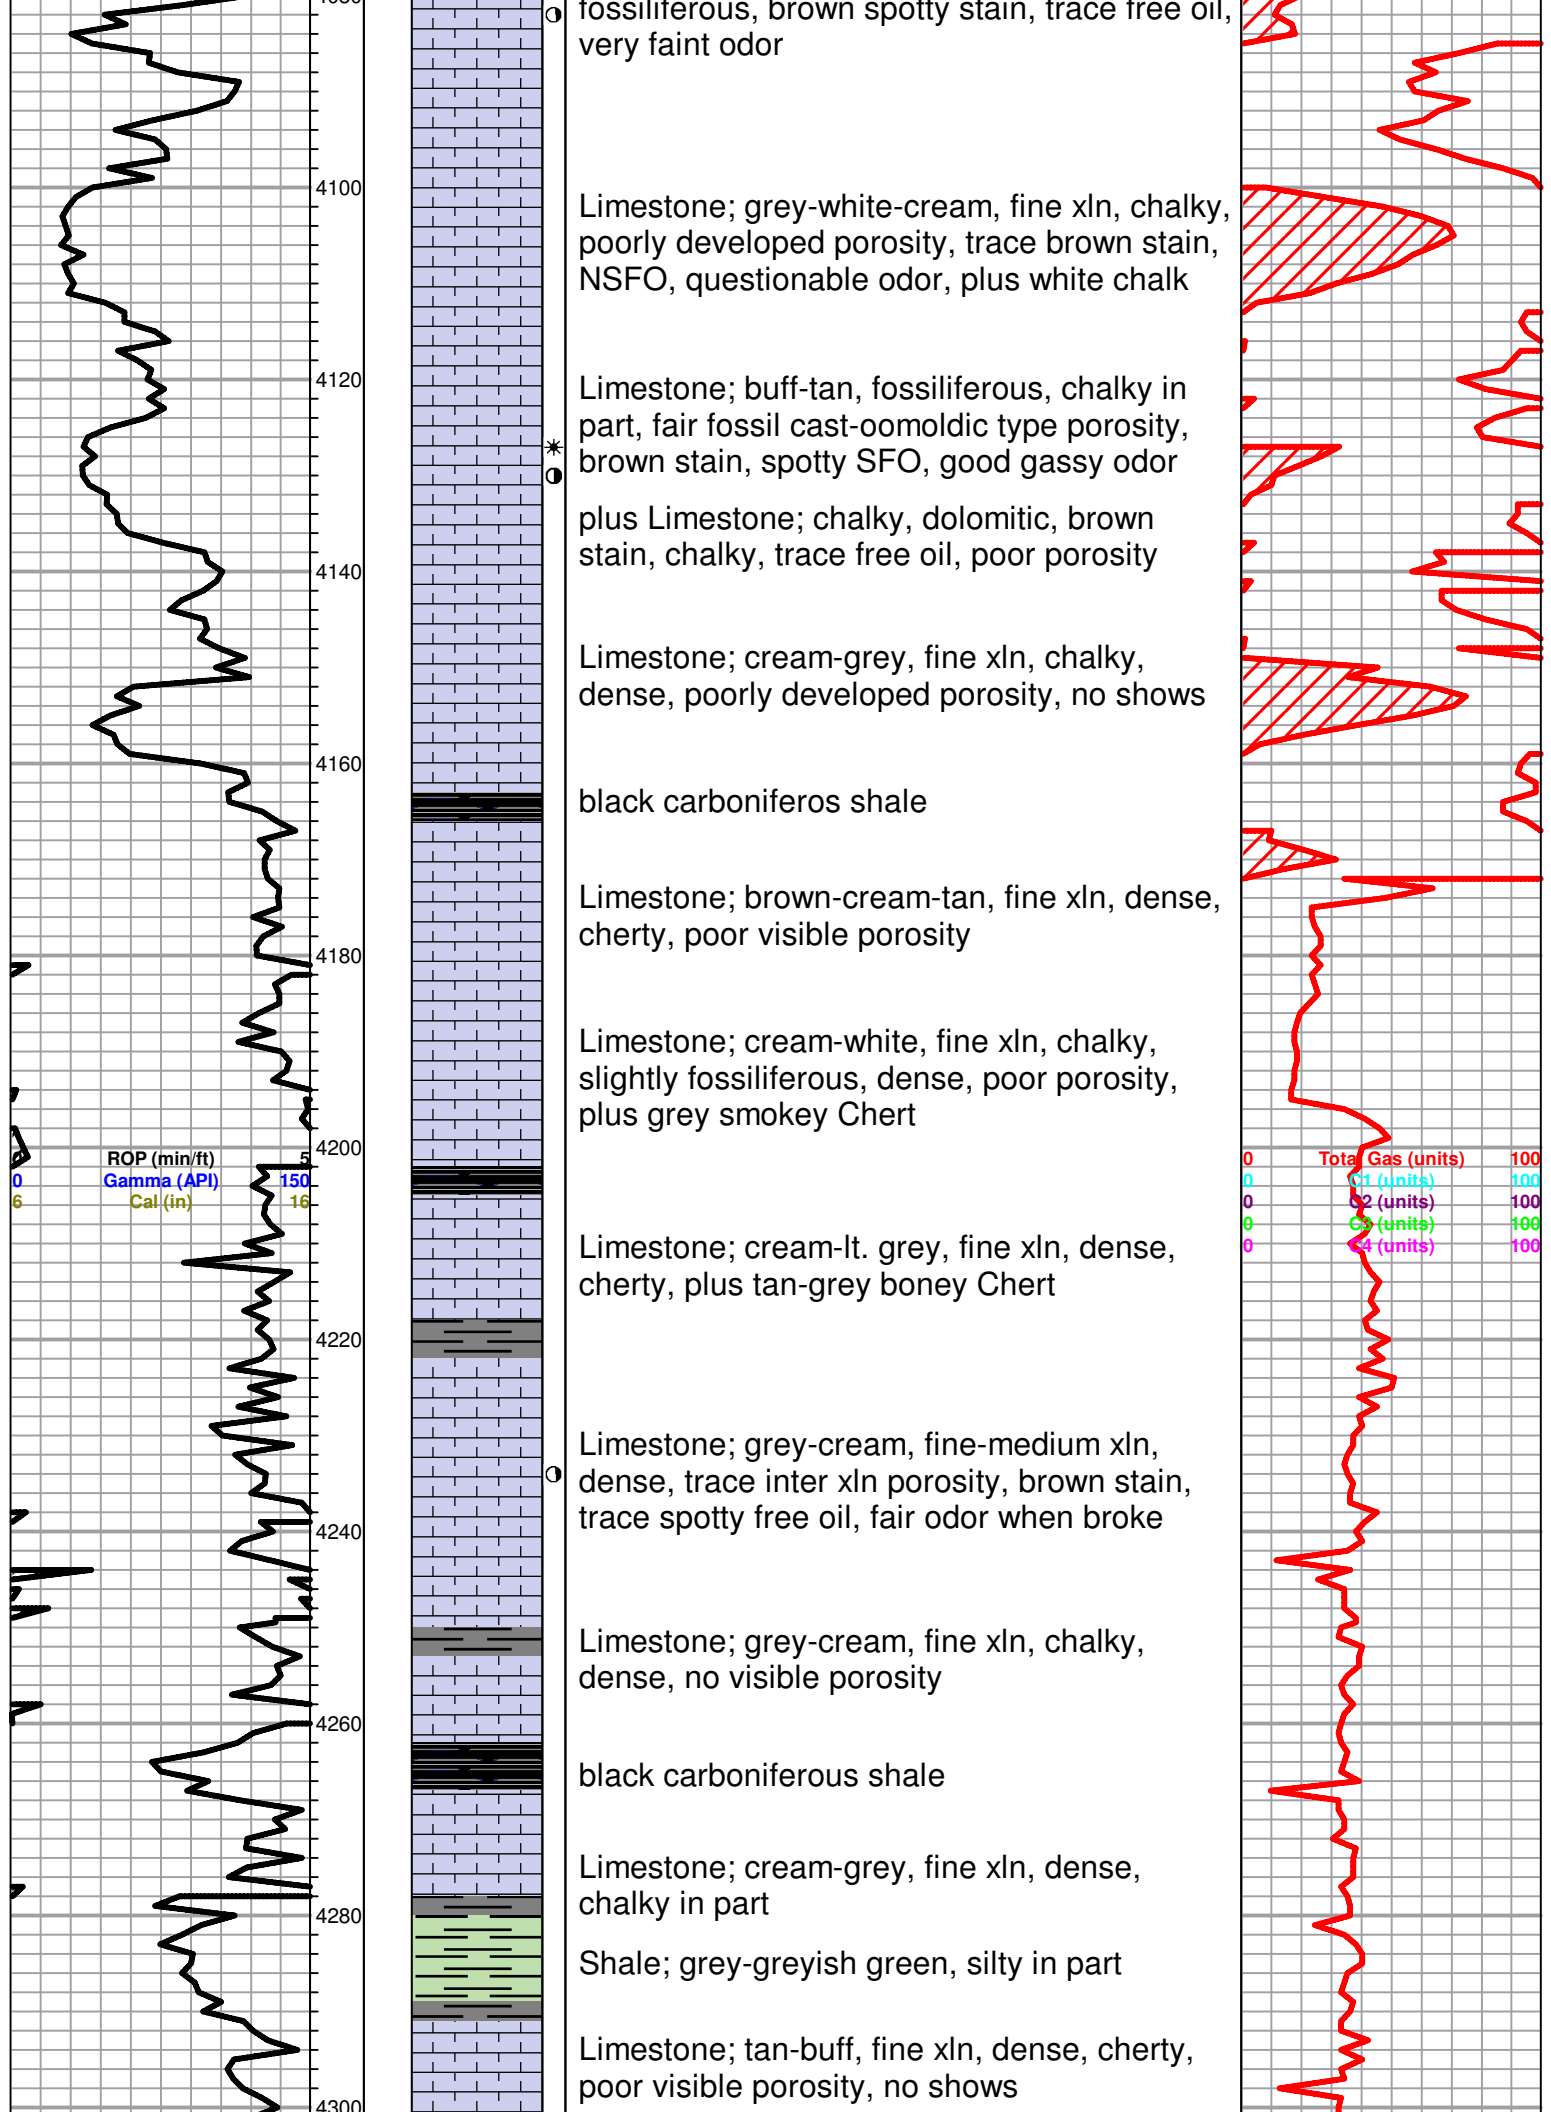 fossiliferous, brown spotty stain, trace free oil,
very faint odor
4100
Limestone; grey-white-cream, fine xln, chalky,
poorly developed porosity, trace brown stain,
NSFO, questionable odor, plus white chalk
4120
Limestone; buff-tan, fossiliferous, chalky in
part, fair fossil cast-oomoldic type porosity,
brown stain, spotty SFO, good gassy odor
plus Limestone; chalky, dolomitic, brown
stain, chalky, trace free oil, poor porosity
4140
Limestone; cream-grey, fine xln, chalky,
dense, poorly developed porosity, no shows
4160
black carboniferos shale
Limestone; brown-cream-tan, fine xln, dense,
cherty, poor visible porosity
4180
Limestone; cream-white, fine xln, chalky,
slightly fossiliferous, dense, poor porosity,
plus grey smokey Chert
4200
0 ROP (min/ft) 5
0 Gamma (API) 150
6 Cal (in) 16
0 Total Gas (units) 100
0 C1 (units) 100
0 C2 (units) 100
0 C3 (units) 100
0 C4 (units) 100
Limestone; cream-lt. grey, fine xln, dense,
cherty, plus tan-grey boney Chert
4220
Limestone; grey-cream, fine-medium xln,
dense, trace inter xln porosity, brown stain,
trace spotty free oil, fair odor when broke
4240
Limestone; grey-cream, fine xln, chalky,
dense, no visible porosity
4260
black carboniferous shale
Limestone; cream-grey, fine xln, dense,
chalky in part
4280
Shale; grey-greyish green, silty in part
Limestone; tan-buff, fine xln, dense, cherty,
poor visible porosity, no shows
4300